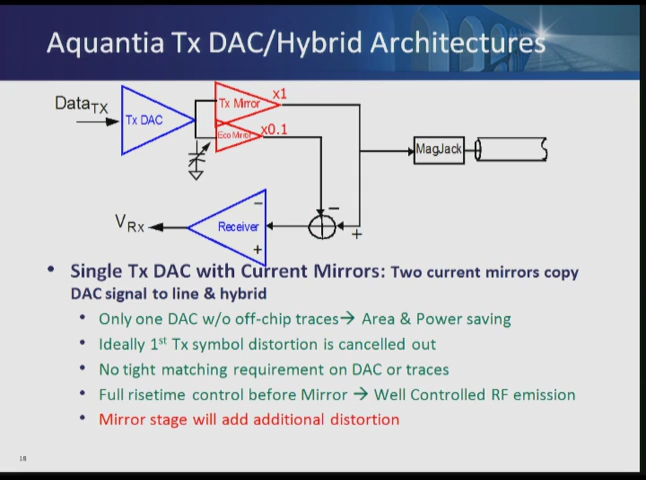 Aquantia Tx DAC/Hybrid Architectures
DataTX
Tx DAC
Tx Mirror
x1
Eco Mirror
x0.1
MagJack
VRx
Receiver
−
+
−
+
• Single Tx DAC with Current Mirrors: Two current mirrors copy
DAC signal to line & hybrid
• Only one DAC w/o off-chip traces→ Area & Power saving
• Ideally 1st Tx symbol distortion is cancelled out
• No tight matching requirement on DAC or traces
• Full risetime control before Mirror → Well Controlled RF emission
• Mirror stage will add additional distortion
18